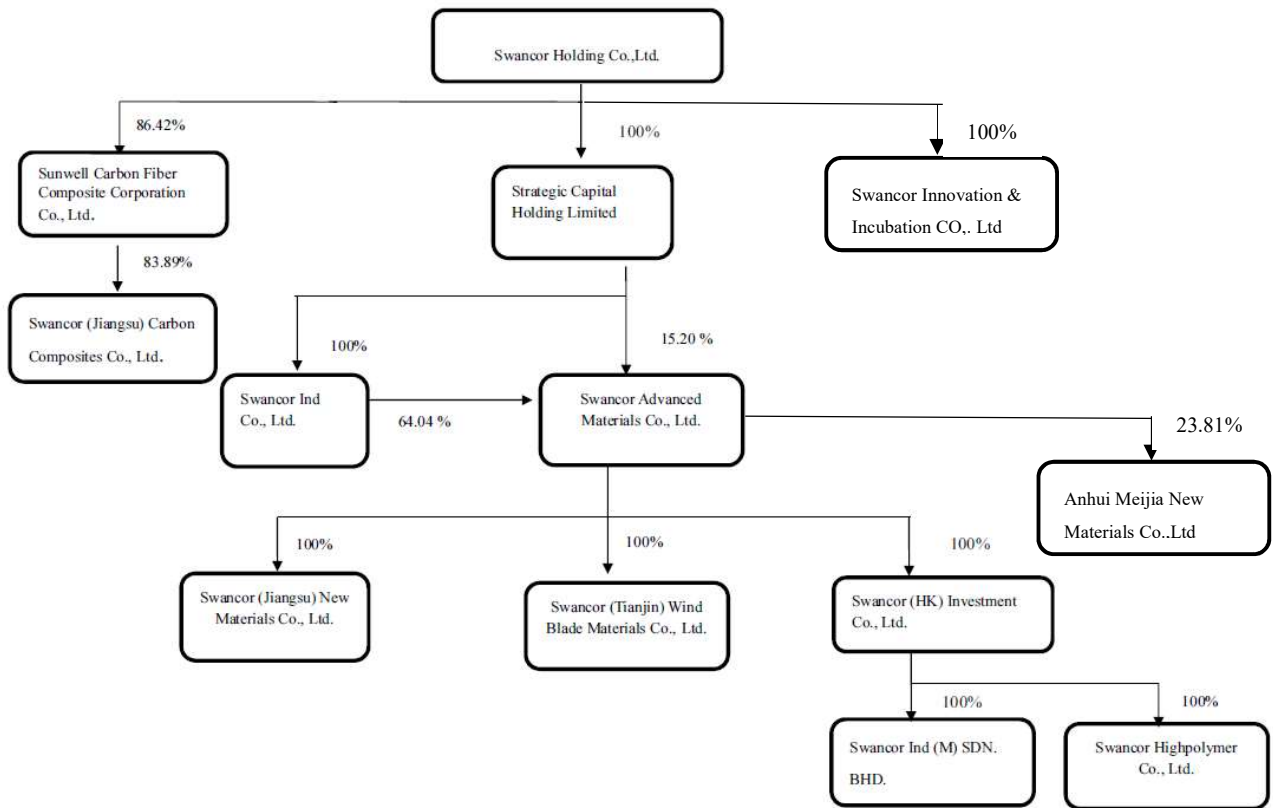 Swancor Holding Co.,Ltd.
86.42%
100%
100%
Sunwell Carbon Fiber
Composite Corporation
Co., Ltd.
Strategic Capital
Holding Limited
Swancor Innovation &
Incubation CO,. Ltd
83.89%
Swancor (Jiangsu) Carbon
Composites Co., Ltd.
100%
15.20 %
Swancor Ind
Co., Ltd.
64.04 %
Swancor Advanced
Materials Co., Ltd.
23.81%
Anhui Meijia New
Materials Co..Ltd
100%
100%
100%
Swancor (Jiangsu) New
Materials Co., Ltd.
Swancor (Tianjin) Wind
Blade Materials Co., Ltd.
Swancor (HK) Investment
Co., Ltd.
100%
100%
Swancor Ind (M) SDN.
BHD.
Swancor Highpolymer
Co., Ltd.